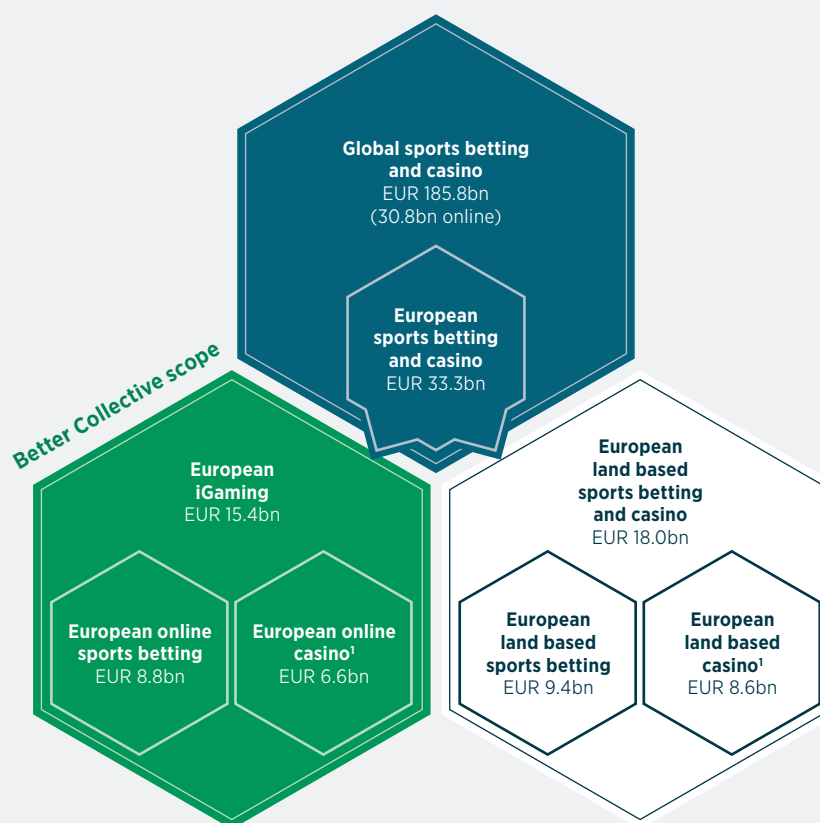 Global sports betting
and casino
EUR 185.8bn
(30.8bn online)
European
sports betting
and casino
EUR 33.3bn
Better Collective scope
European
iGaming
EUR 15.4bn
European online
sports betting
EUR 8.8bn
European online
casino¹
EUR 6.6bn
European
land based
sports betting
and casino
EUR 18.0bn
European
land based
sports betting
EUR 9.4bn
European
land based
casino¹
EUR 8.6bn